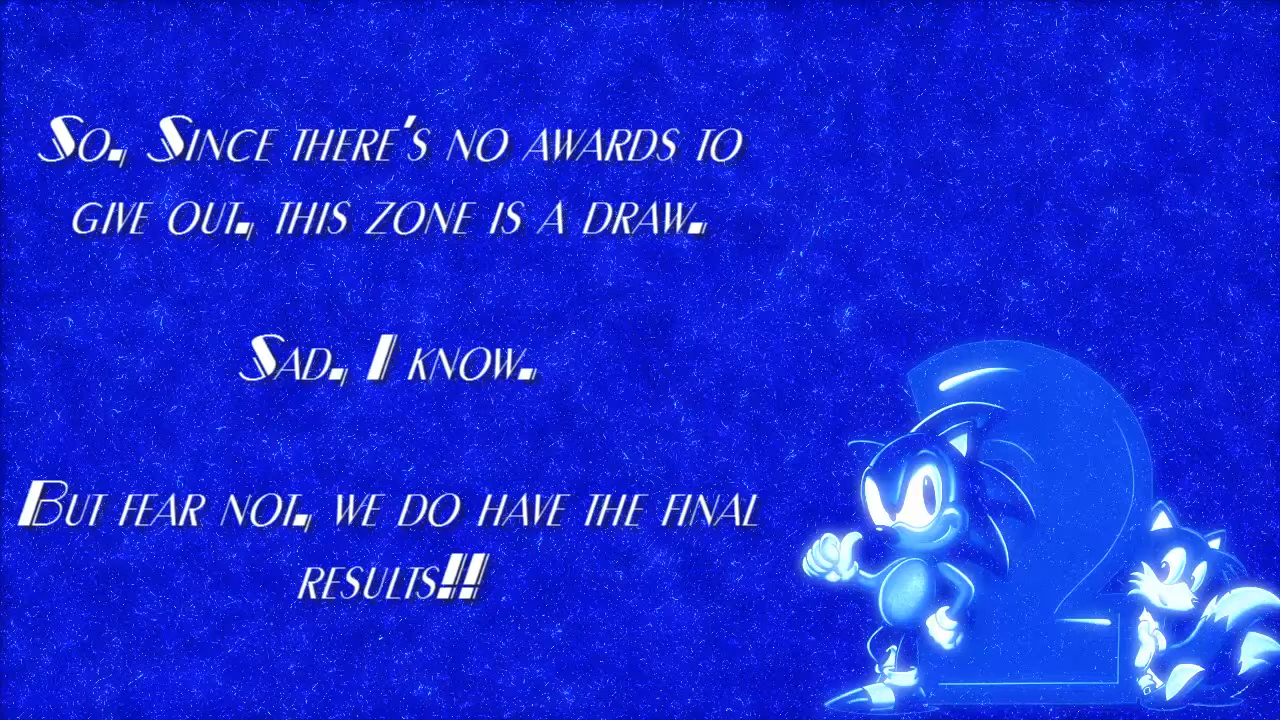 So, Since there's no awards to
give out, this zone is a draw.
Sad, I know.
But fear not, we do have the final
results!!
2